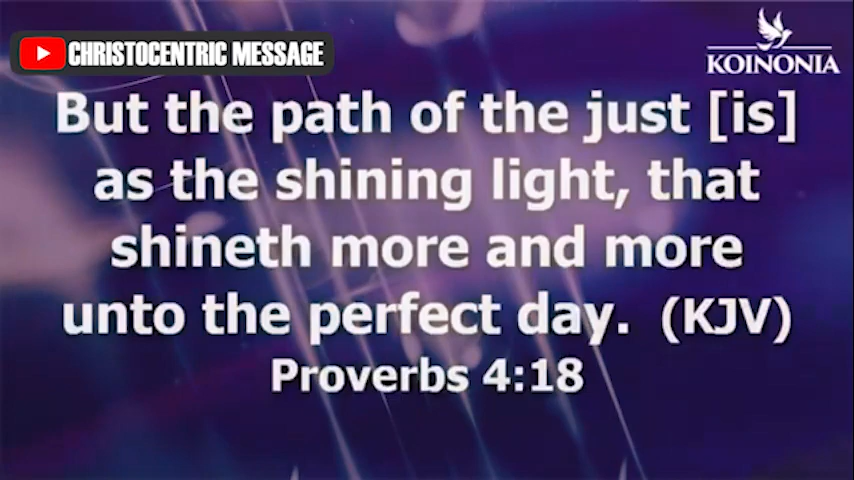 CHRISTOCENTRIC MESSAGE
KOINONIA
But the path of the just [is]
as the shining light, that
shineth more and more
unto the perfect day. (KJV)
Proverbs 4:18